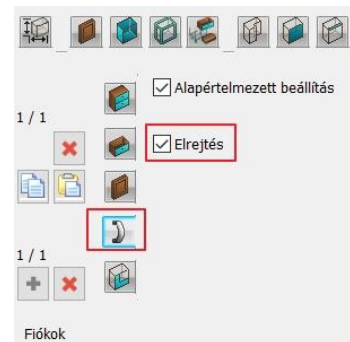 Alapértelmezett beállítás
1 / 1
Elrejtés
1 / 1
Fiókok